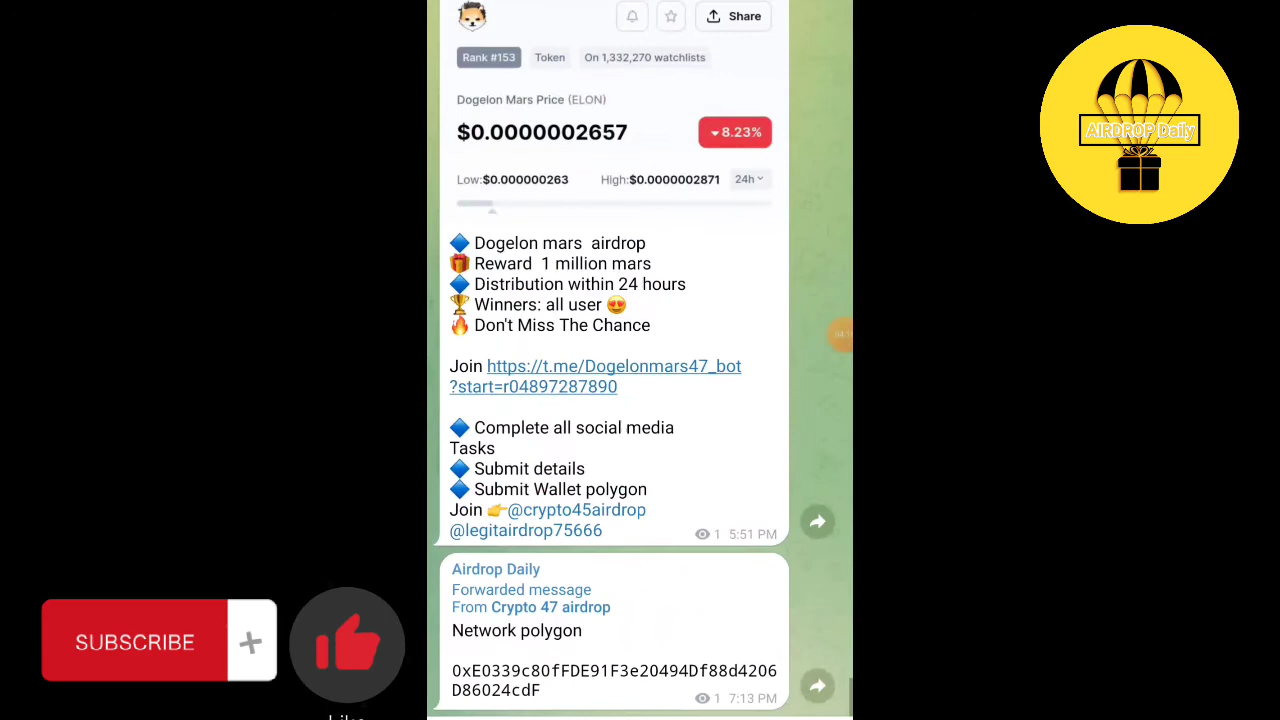 Share
Rank #153 Token On 1,332,270 watchlists
Dogelon Mars Price (ELON)
$0.0000002657 8.23%
Low:$0.000000263 High:$0.0000002871 24h
🔷 Dogelon mars airdrop
🎁 Reward 1 million mars
🔷 Distribution within 24 hours
🏆 Winners: all user 😍
🔥 Don't Miss The Chance
Join https://t.me/Dogelonmars47_bot
?start=r04897287890
🔷 Complete all social media
Tasks
🔷 Submit details
🔷 Submit Wallet polygon
Join 👉@crypto45airdrop
@legitairdrop75666 1 5:51 PM
Airdrop Daily
Forwarded message
From Crypto 47 airdrop
Network polygon
0xE0339c80fFDE91F3e20494Df88d4206
D86024cdF 1 7:13 PM
AIRDROP Daily
SUBSCRIBE